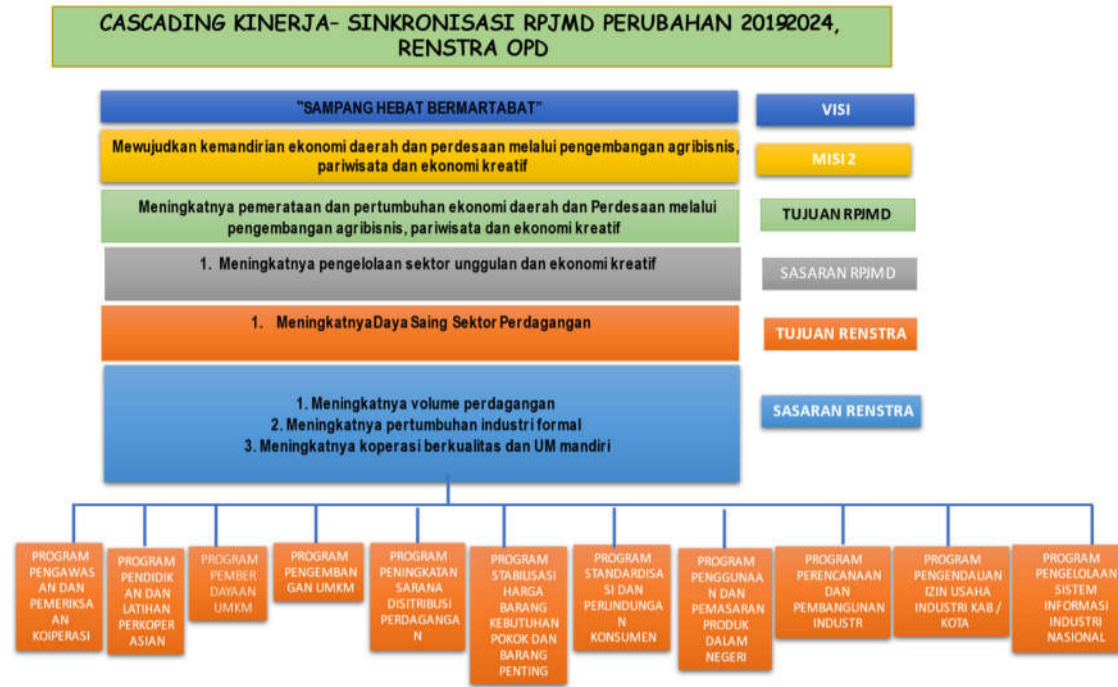 CASCADING KINERJA- SINKRONISASI RPJMD PERUBAHAN 20192024,
RENSTRA OPD
"SAMPANG HEBAT BERMARTABAT"
VISI
Mewujudkan kemandirian ekonomi daerah dan perdesaan melalui pengembangan agribisnis,
pariwisata dan ekonomi kreatif
MISI 2
Meningkatnya pemerataan dan pertumbuhan ekonomi daerah dan Perdesaan melalui
pengembangan agribisnis, pariwisata dan ekonomi kreatif
TUJUAN RPJMD
1. Meningkatnya pengelolaan sektor unggulan dan ekonomi kreatif
SASARAN RPJMD
1. MeningkatnyaDaya Saing Sektor Perdagangan
TUJUAN RENSTRA
1. Meningkatnya volume perdagangan
2. Meningkatnya pertumbuhan industri formal
3. Meningkatnya koperasi berkualitas dan UM mandiri
SASARAN RENSTRA
PROGRAM
PENGAWAS
AN DAN
PEMERIKSA
AN
KOIPERASI
PROGRAM
PENDIDIK
AN DAN
LATIHAN
PERKOPER
ASIAN
PROGRAM
PEMBER
DAYAAN
UMKM
PROGRAM
PENGEMBAN
GAN UMKM
PROGRAM
PENINGKATAN
SARANA
DISITRIBUSI
PERDAGANGA
N
PROGRAM
STABILISASI
HARGA
BARANG
KEBUTUHAN
POKOK DAN
BARANG
PENTING
PROGRAM
STANDARDISA
SI DAN
PERLINDUNGA
N
KONSUMEN
PROGRAM
PENGGUNAA
N DAN
PEMASARAN
PRODUK
DALAM
NEGERI
PROGRAM
PERENCANAAN
DAN
PEMBANGUNAN
INDUSTR
PROGRAM
PENGENDALIAN
IZIN USAHA
INDUSTRI KAB /
KOTA
PROGRAM
PENGELOLAAN
SISTEM
INFORMASI
INDUSTRI
NASIONAL